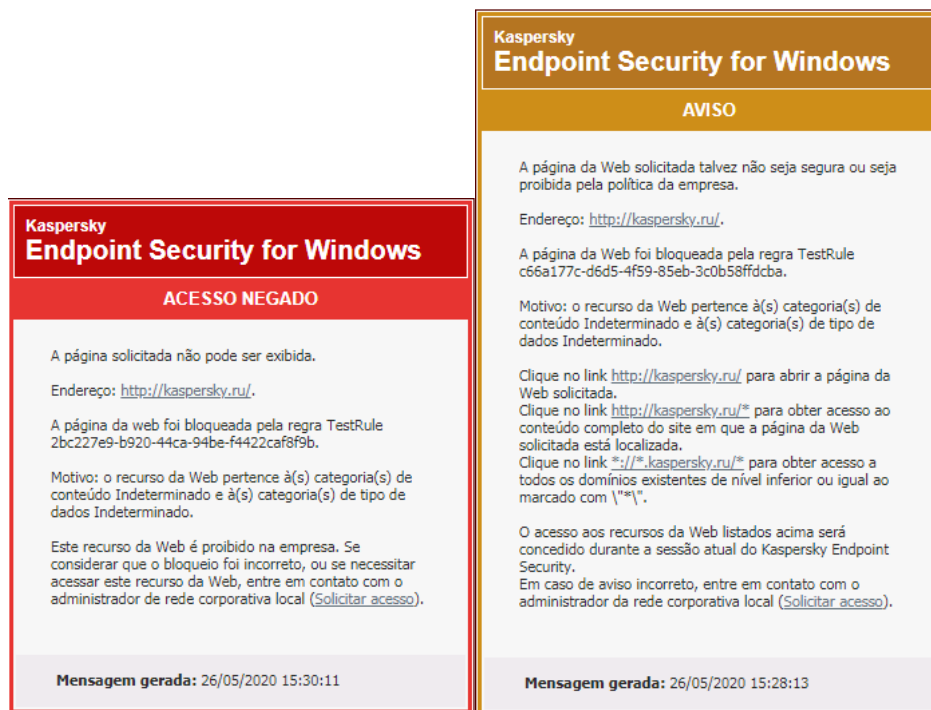 Kaspersky
Endpoint Security for Windows
ACESSO NEGADO
A página solicitada não pode ser exibida.
Endereço: http://kaspersky.ru/.
A página da web foi bloqueada pela regra TestRule
2bc227e9-b920-44ca-94be-f4422caf8f9b.
Motivo: o recurso da Web pertence à(s) categoria(s) de
conteúdo Indeterminado e à(s) categoria(s) de tipo de
dados Indeterminado.
Este recurso da Web é proibido na empresa. Se
considerar que o bloqueio foi incorreto, ou se necessitar
acessar este recurso da Web, entre em contato com o
administrador de rede corporativa local (Solicitar acesso).
Mensagem gerada: 26/05/2020 15:30:11
Kaspersky
Endpoint Security for Windows
AVISO
A página da Web solicitada talvez não seja segura ou seja
proibida pela política da empresa.
Endereço: http://kaspersky.ru/.
A página da Web foi bloqueada pela regra TestRule
c66a177c-d6d5-4f59-85eb-3c0b58ffdcba.
Motivo: o recurso da Web pertence à(s) categoria(s) de
conteúdo Indeterminado e à(s) categoria(s) de tipo de
dados Indeterminado.
Clique no link http://kaspersky.ru/ para abrir a página da
Web solicitada.
Clique no link http://kaspersky.ru/* para obter acesso ao
conteúdo completo do site em que a página da Web
solicitada está localizada.
Clique no link *://*.kaspersky.ru/* para obter acesso a
todos os domínios existentes de nível inferior ou igual ao
marcado com \"*\".
O acesso aos recursos da Web listados acima será
concedido durante a sessão atual do Kaspersky Endpoint
Security.
Em caso de aviso incorreto, entre em contato com o
administrador da rede corporativa local (Solicitar acesso).
Mensagem gerada: 26/05/2020 15:28:13